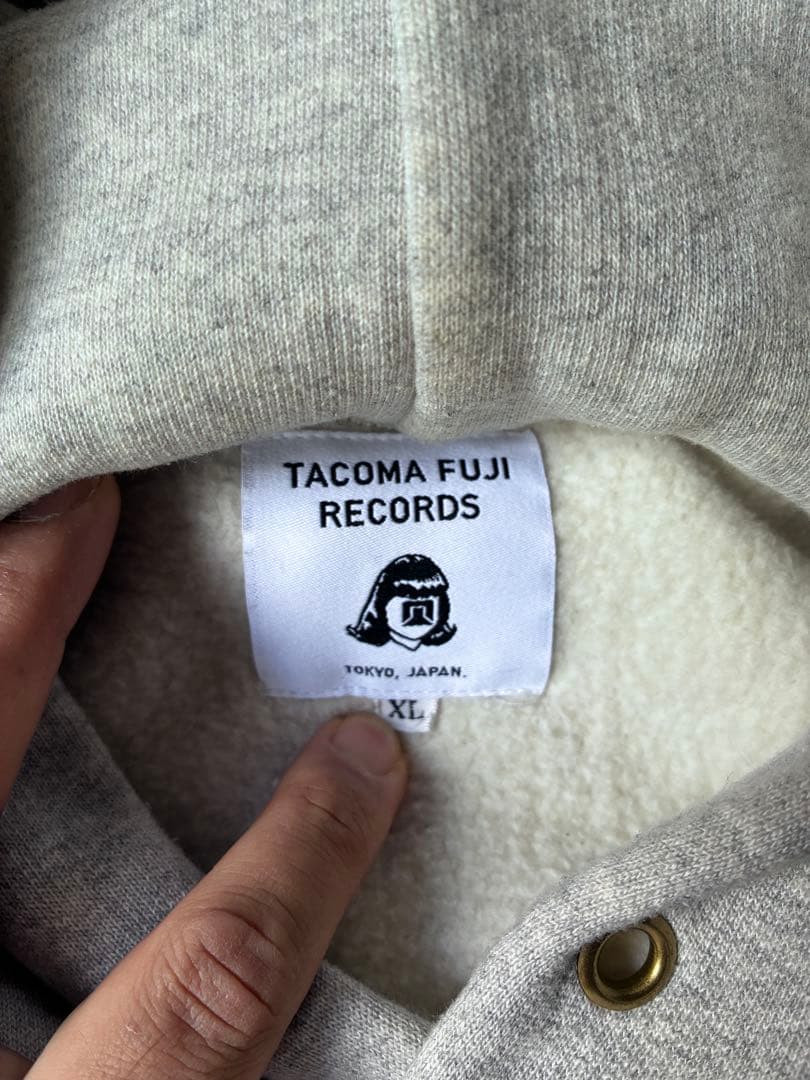 TACOMA FUJI
RECORDS
TOKYO, JAPAN.
XL